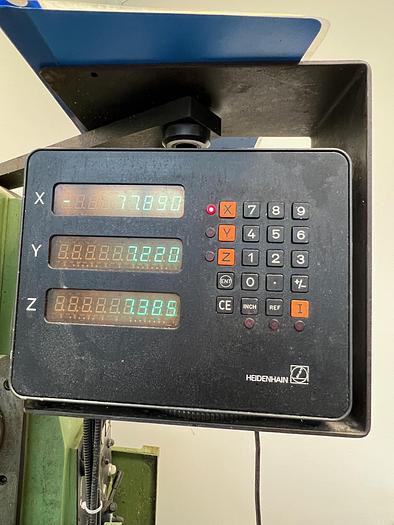 X - 77.890
X 7 8 9
Y 7.220
Y 4 5 6
Z 1 2 3
Z 7.385
ENT 0 . +/-
CE INCH REF I
HEIDENHAIN